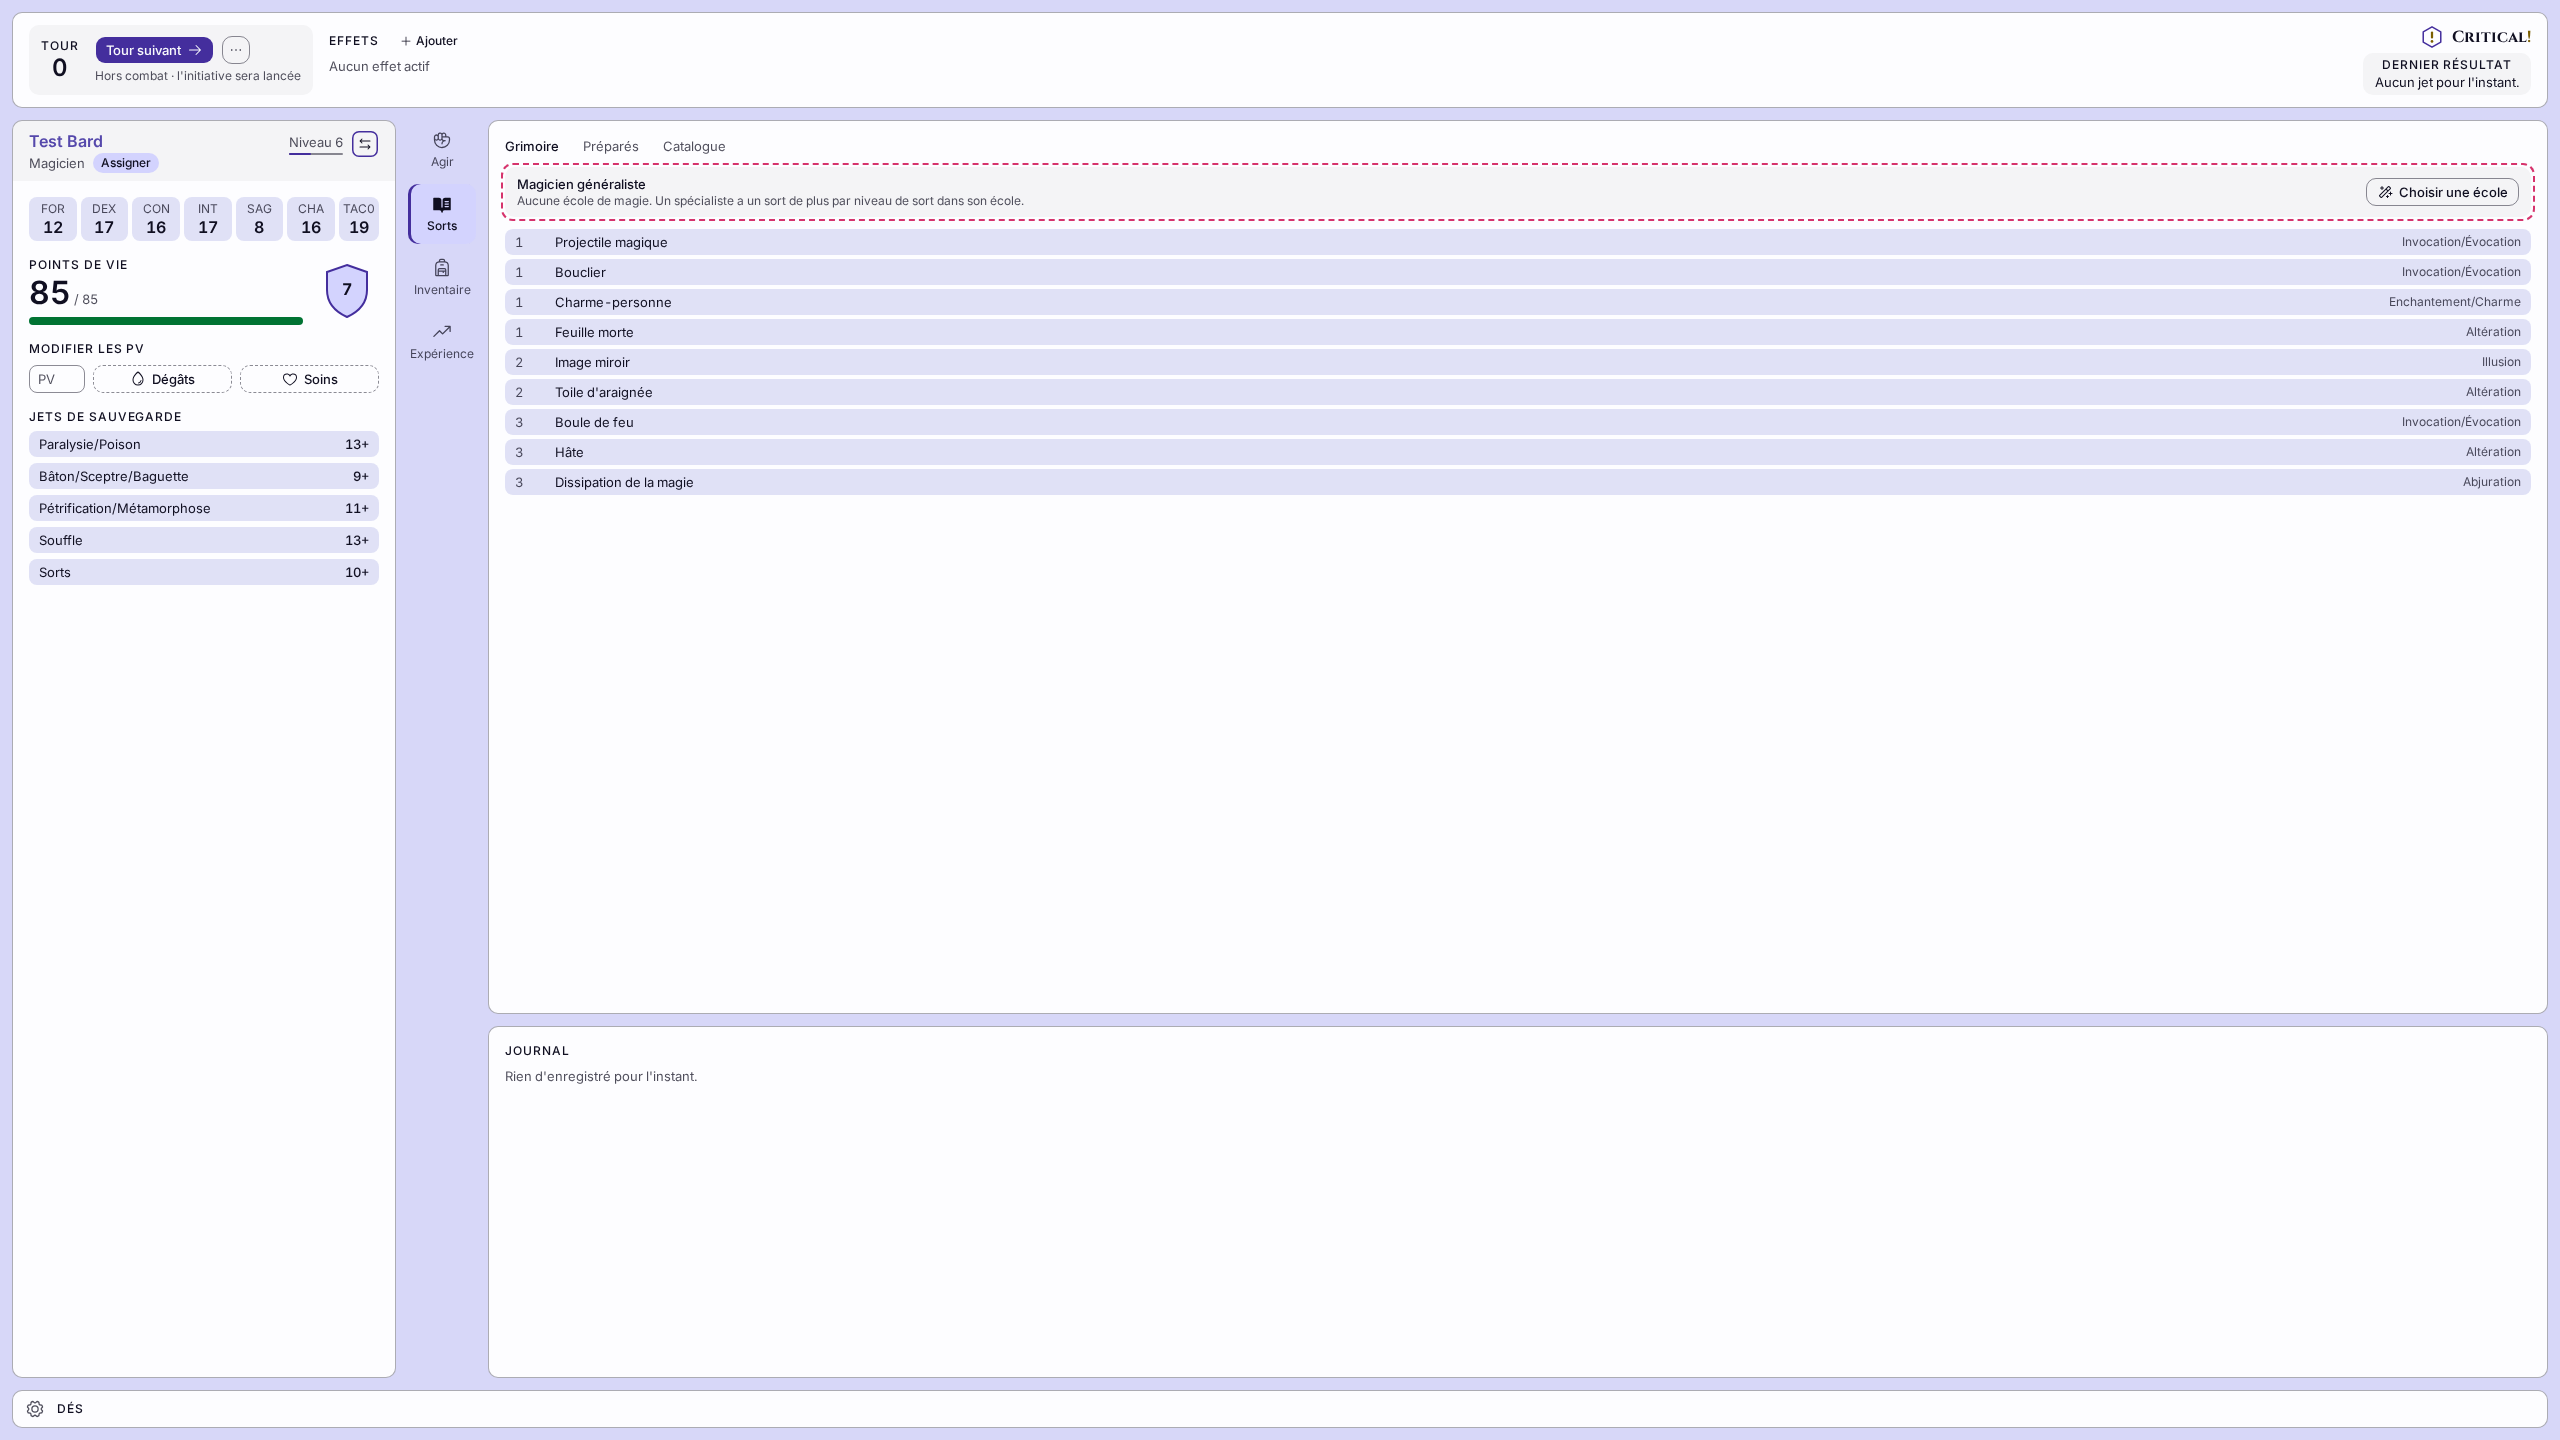 TOUR
0
Tour suivant
Hors combat · l'initiative sera lancée
EFFETS
Ajouter
Aucun effet actif
Critical!
DERNIER RÉSULTAT
Aucun jet pour l'instant.
Test Bard
Niveau 6
Magicien
Assigner
FOR
12
DEX
17
CON
16
INT
17
SAG
8
CHA
16
TAC0
19
POINTS DE VIE
85 / 85
7
MODIFIER LES PV
PV
Dégâts
Soins
JETS DE SAUVEGARDE
Paralysie/Poison 13+
Bâton/Sceptre/Baguette 9+
Pétrification/Métamorphose 11+
Souffle 13+
Sorts 10+
Agir
Sorts
Inventaire
Expérience
Grimoire Préparés Catalogue
Magicien généraliste
Aucune école de magie. Un spécialiste a un sort de plus par niveau de sort dans son école.
Choisir une école
1 Projectile magique Invocation/Évocation
1 Bouclier Invocation/Évocation
1 Charme-personne Enchantement/Charme
1 Feuille morte Altération
2 Image miroir Illusion
2 Toile d'araignée Altération
3 Boule de feu Invocation/Évocation
3 Hâte Altération
3 Dissipation de la magie Abjuration
JOURNAL
Rien d'enregistré pour l'instant.
DÉS